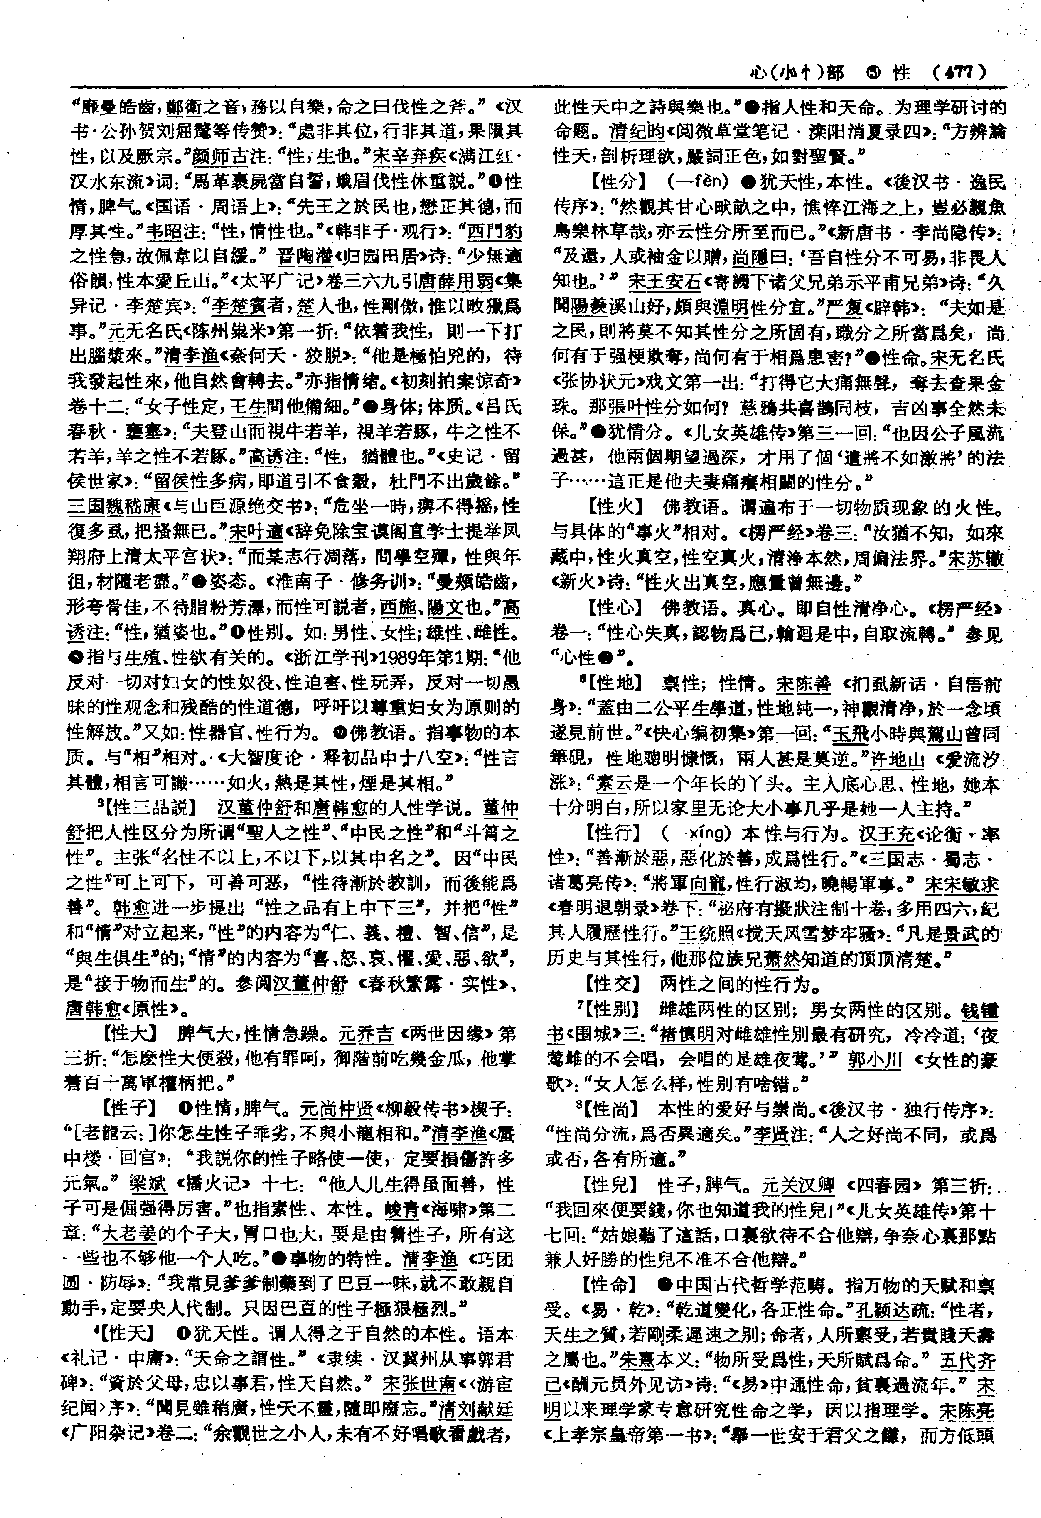 心(小忄)部 ⑤ 性 (477)
“靡曼皓齒，鄭衛之音，務以自樂，命之曰伐性之斧。”《汉
书·公孙贺刘屈氂等传赞》：“處非其位，行非其道，果隕其
性，以及厥宗。”颜师古注：“性，生也。”宋辛弃疾《满江红·
汉水东流》词：“馬革裹屍當自誓，蛾眉伐性休重説。”❶性
情，脾气。《国语·周语上》：“先王之於民也，懋正其德，而
厚其性。”韦昭注：“性，情性也。”《韩非子·观行》：“西門豹
之性急，故佩韋以自緩。” 晋陶潜《归园田居》诗：“少無適
俗韻，性本愛丘山。”《太平广记》卷三六九引唐薛用弱《集
异记·李楚宾》：“李楚賓者，楚人也，性剛傲，惟以畋獵爲
事。”元无名氏《陈州粜米》第一折：“依着我性，則一下打
出腦漿來。”清李渔《奈何天·狡脱》：“他是極怕兇的，待
我發起性來，他自然會轉去。”亦指情绪。《初刻拍案惊奇》
卷十二：“女子性定，王生問他備細。”●身体；体质。《吕氏
春秋·壅塞》：“夫登山而視牛若羊，視羊若豚，牛之性不
若羊，羊之性不若豚。”高诱注：“性，猶體也。”《史记·留
侯世家》：“留侯性多病，即道引不食穀，杜門不出歲餘。”
三国魏嵇康《与山巨源绝交书》：“危坐一時，痹不得摇，性
復多虱，把搔無已。”宋叶適《辞免除宝谟阁直学士提举凤
翔府上清太平宫状》：“而某志行凋落，問學空殫，性與年
徂，材隨老盡。”●姿态。《淮南子·修务训》：“曼頰皓齒，
形夸骨佳，不待脂粉芳澤，而性可説者，西施、陽文也。”高
诱注：“性，猶姿也。”❶性别。如：男性、女性；雄性、雌性。
●指与生殖、性欲有关的。《浙江学刊》1989年第1期：“他
反对一切对妇女的性奴役、性迫害、性玩弄，反对一切愚
昧的性观念和残酷的性道德，呼吁以尊重妇女为原则的
性解放。”又如：性器官、性行为。●佛教语。指事物的本
质。与“相”相对。《大智度论·释初品中十八空》：“性言
其體，相言可識……如火，熱是其性，煙是其相。”
³【性三品説】 汉董仲舒和唐韩愈的人性学说。董仲
舒把人性区分为所谓“聖人之性”、“中民之性”和“斗筲之
性”。主张“名性不以上，不以下，以其中名之”。因“中民
之性”可上可下，可善可恶，“性待漸於教訓，而後能爲
善”。韩愈进一步提出“性之品有上中下三”，并把“性”
和“情”对立起来，“性”的内容为“仁、義、禮、智、信”，是
“與生俱生”的；“情”的内容为“喜、怒、哀、懼、愛、惡、欲”，
是“接于物而生”的。参阅汉董仲舒《春秋繁露·实性》、
唐韩愈《原性》。
【性大】 脾气大，性情急躁。元乔吉《两世因缘》第
三折：“怎麽性大便殺，他有罪呵，御階前吃幾金瓜，他掌
着百十萬軍權柄把。”
【性子】 ❶性情，脾气。元尚仲贤《柳毅传书》楔子：
“[老龍云：]你怎生性子乖劣，不與小龍相和。”清李渔《蜃
中楼·回宫》：“我説你的性子略使一使，定要損傷許多
元氣。” 梁斌《播火记》十七：“他人儿生得虽面善，性
子可是倔强得厉害。”也指素性、本性。峻青《海啸》第二
章：“大老姜的个子大，胃口也大，要是由着性子，所有这
一些也不够他一个人吃。”●事物的特性。清李渔《巧团
圆·防辱》：“我常見爹爹制藥到了巴豆一味，就不敢親自
動手，定要央人代制。只因巴豆的性子極狠極烈。”
⁴【性天】 ❶犹天性。谓人得之于自然的本性。语本
《礼记·中庸》：“天命之謂性。”《隶续·汉冀州从事郭君
碑》：“資於父母，忠以事君，性天自然。” 宋张世南《〈游宦
纪闻〉序》：“聞見雖稍廣，性天不靈，隨即廢忘。”清刘献廷
《广阳杂记》卷二：“余觀世之小人，未有不好唱歌看戲者，
此性天中之詩與樂也。”●指人性和天命。为理学研讨的
命题。清纪昀《阅微草堂笔记·滦阳消夏录四》：“方辨論
性天，剖析理欲，嚴詞正色，如對聖賢。”
【性分】 (—fèn) ●犹天性，本性。《後汉书·逸民
传序》：“然觀其甘心畎畝之中，憔悴江海之上，豈必親魚
鳥樂林草哉，亦云性分所至而已。”《新唐书·李尚隐传》：
“及還，人或袖金以贈，尚隱曰：‘吾自性分不可易，非畏人
知也。’” 宋王安石《寄阙下诸父兄弟示平甫兄弟》诗：“久
聞陽羨溪山好，頗與淵明性分宜。”严复《辟韩》：“夫如是
之民，則將莫不知其性分之所固有，職分之所當爲矣，尚
何有于强梗欺奪，尚何有于相爲患害？”●性命。宋无名氏
《张协状元》戏文第一出：“打得它大痛無聲，奪去查果金
珠。那張叶性分如何？慈鴉共喜鵲同枝，吉凶事全然未
保。”●犹情分。《儿女英雄传》第三一回：“也因公子風流
過甚，他兩個期望過深，才用了個‘遣將不如激將’的法
子……這正是他夫妻痛癢相關的性分。”
【性火】 佛教语。谓遍布于一切物质现象的火性。
与具体的“事火”相对。《楞严经》卷三：“汝猶不知，如來
藏中，性火真空，性空真火，清净本然，周徧法界。”宋苏辙
《新火》诗：“性火出真空，應量曾無邊。”
【性心】 佛教语。真心。即自性清净心。《楞严经》
卷一：“性心失真，認物爲己，輪迴是中，自取流轉。”参见
“心性●”。
⁶【性地】 禀性；性情。宋陈善《扪虱新话·自悟前
身》：“蓋由二公平生學道，性地純一，神觀清净，於一念頃
遂見前世。”《快心编初集》第一回：“玉飛小時與駕山曾同
筆硯，性地聰明慷慨，兩人甚是莫逆。”许地山《爱流汐
涨》：“素云是一个年长的丫头。主人底心思、性地，她本
十分明白，所以家里无论大小事几乎是她一人主持。”
【性行】 (—xíng) 本性与行为。汉王充《论衡·率
性》：“善漸於惡，惡化於善，成爲性行。”《三国志·蜀志·
诸葛亮传》：“將軍向寵，性行淑均，曉暢軍事。” 宋宋敏求
《春明退朝录》卷下：“祕府有擬狀注制十卷，多用四六，紀
其人履歷性行。”王统照《搅天风雪梦牢骚》：“凡是景武的
历史与其性行，他那位族兄萧然知道的顶顶清楚。”
【性交】 两性之间的性行为。
⁷【性别】 雌雄两性的区别；男女两性的区别。钱锺
书《围城》三：“褚慎明对雌雄性别最有研究，冷冷道：‘夜
莺雌的不会唱，会唱的是雄夜莺。’” 郭小川《女性的豪
歌》：“女人怎么样，性别有啥错。”
⁸【性尚】 本性的爱好与崇尚。《後汉书·独行传序》：
“性尚分流，爲否異適矣。”李贤注：“人之好尚不同，或爲
或否，各有所適。”
【性兒】 性子，脾气。元关汉卿《四春园》第三折：
“我回來便要錢，你也知道我的性兒！”《儿女英雄传》第十
七回：“姑娘聽了這話，口裏欲待不合他辯，争奈心裏那點
兼人好勝的性兒不准不合他辯。”
【性命】 ●中国古代哲学范畴。指万物的天赋和禀
受。《易·乾》：“乾道變化，各正性命。”孔颖达疏：“性者，
天生之質，若剛柔遲速之别；命者，人所禀受，若貴賤夭壽
之屬也。”朱熹本义：“物所受爲性，天所賦爲命。” 五代齐
己《酬元员外见访》诗：“《易》中通性命，貧裏過流年。” 宋
明以来理学家专意研究性命之学，因以指理学。宋陈亮
《上孝宗皇帝第一书》：“舉一世安于君父之讎，而方低頭